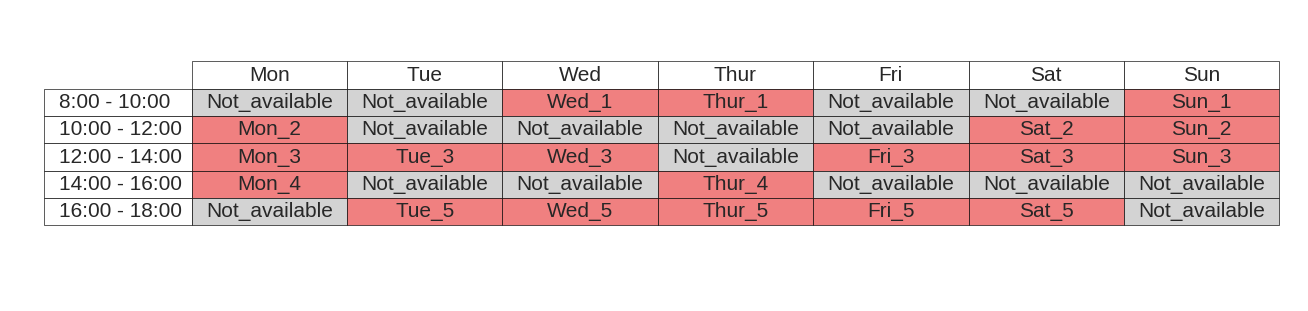 Mon Tue Wed Thur Fri Sat Sun
8:00 - 10:00 Not_available Not_available Wed_1 Thur_1 Not_available Not_available Sun_1
10:00 - 12:00 Mon_2 Not_available Not_available Not_available Not_available Sat_2 Sun_2
12:00 - 14:00 Mon_3 Tue_3 Wed_3 Not_available Fri_3 Sat_3 Sun_3
14:00 - 16:00 Mon_4 Not_available Not_available Thur_4 Not_available Not_available Not_available
16:00 - 18:00 Not_available Tue_5 Wed_5 Thur_5 Fri_5 Sat_5 Not_available